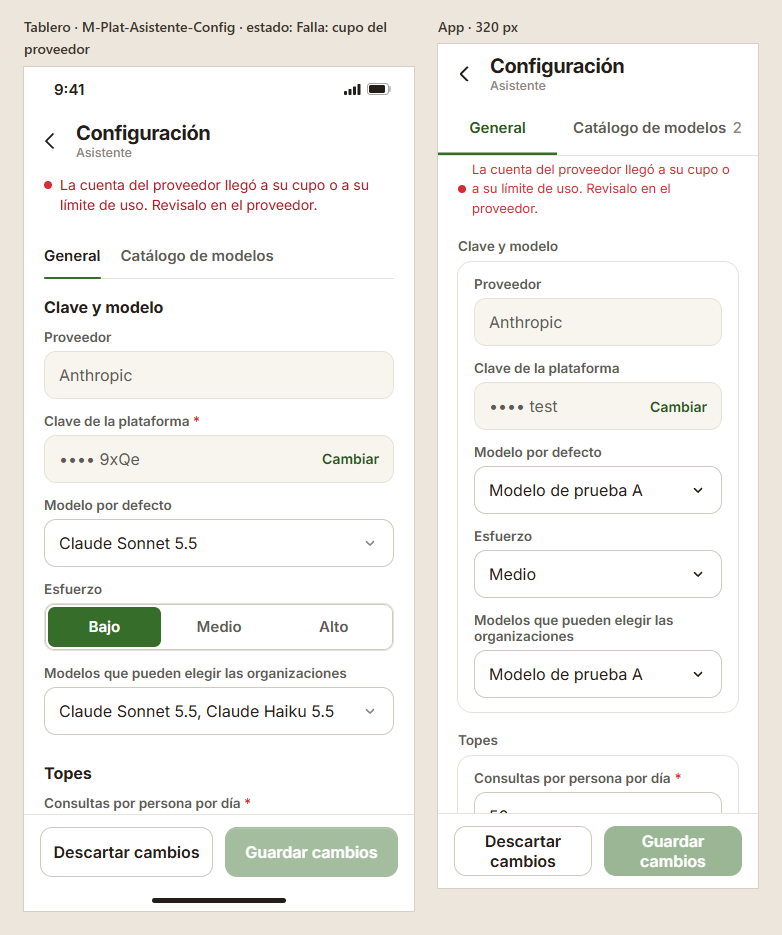 Tablero · M-Plat-Asistente-Config · estado: Falla: cupo del
proveedor
9:41
Configuración
Asistente
La cuenta del proveedor llegó a su cupo o a su
límite de uso. Revisalo en el proveedor.
General
Catálogo de modelos
Clave y modelo
Proveedor
Anthropic
Clave de la plataforma *
•••• 9xQe
Cambiar
Modelo por defecto
Claude Sonnet 5.5
Esfuerzo
Bajo
Medio
Alto
Modelos que pueden elegir las organizaciones
Claude Sonnet 5.5, Claude Haiku 5.5
Topes
Consultas por persona por día *
Descartar cambios
Guardar cambios
App · 320 px
Configuración
Asistente
General
Catálogo de modelos 2
La cuenta del proveedor llegó a su cupo o
a su límite de uso. Revisalo en el
proveedor.
Clave y modelo
Proveedor
Anthropic
Clave de la plataforma
•••• test
Cambiar
Modelo por defecto
Modelo de prueba A
Esfuerzo
Medio
Modelos que pueden elegir las
organizaciones
Modelo de prueba A
Topes
Consultas por persona por día *
Descartar
cambios
Guardar
cambios